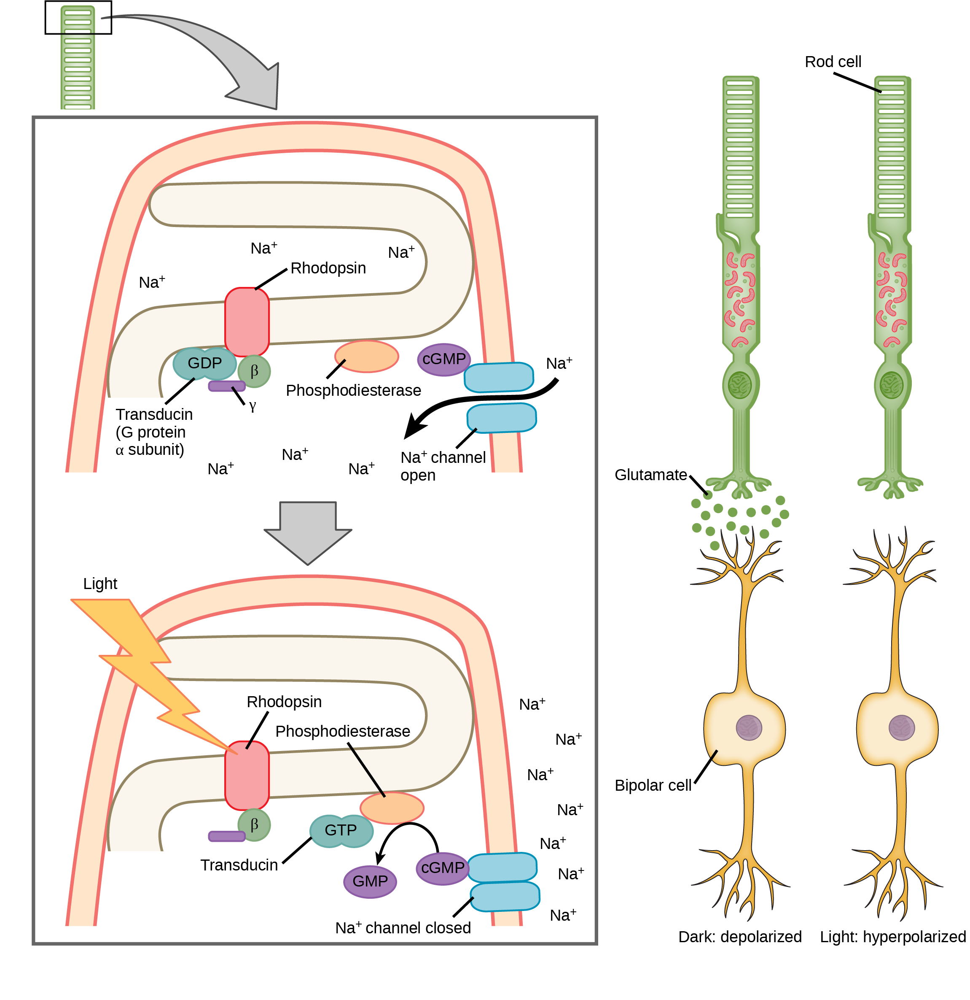 Na⁺
Na⁺
Rhodopsin
Na⁺
GDP
β
cGMP
Na⁺
Phosphodiesterase
γ
Transducin
(G protein
α subunit)
Na⁺
Na⁺
Na⁺
Na⁺ channel
open
Light
Rhodopsin
Phosphodiesterase
Na⁺
Na⁺
Na⁺
Na⁺
β
GTP
Na⁺
Transducin
GMP
cGMP
Na⁺
Na⁺
Na⁺ channel closed
Rod cell
Glutamate
Bipolar cell
Dark: depolarized
Light: hyperpolarized